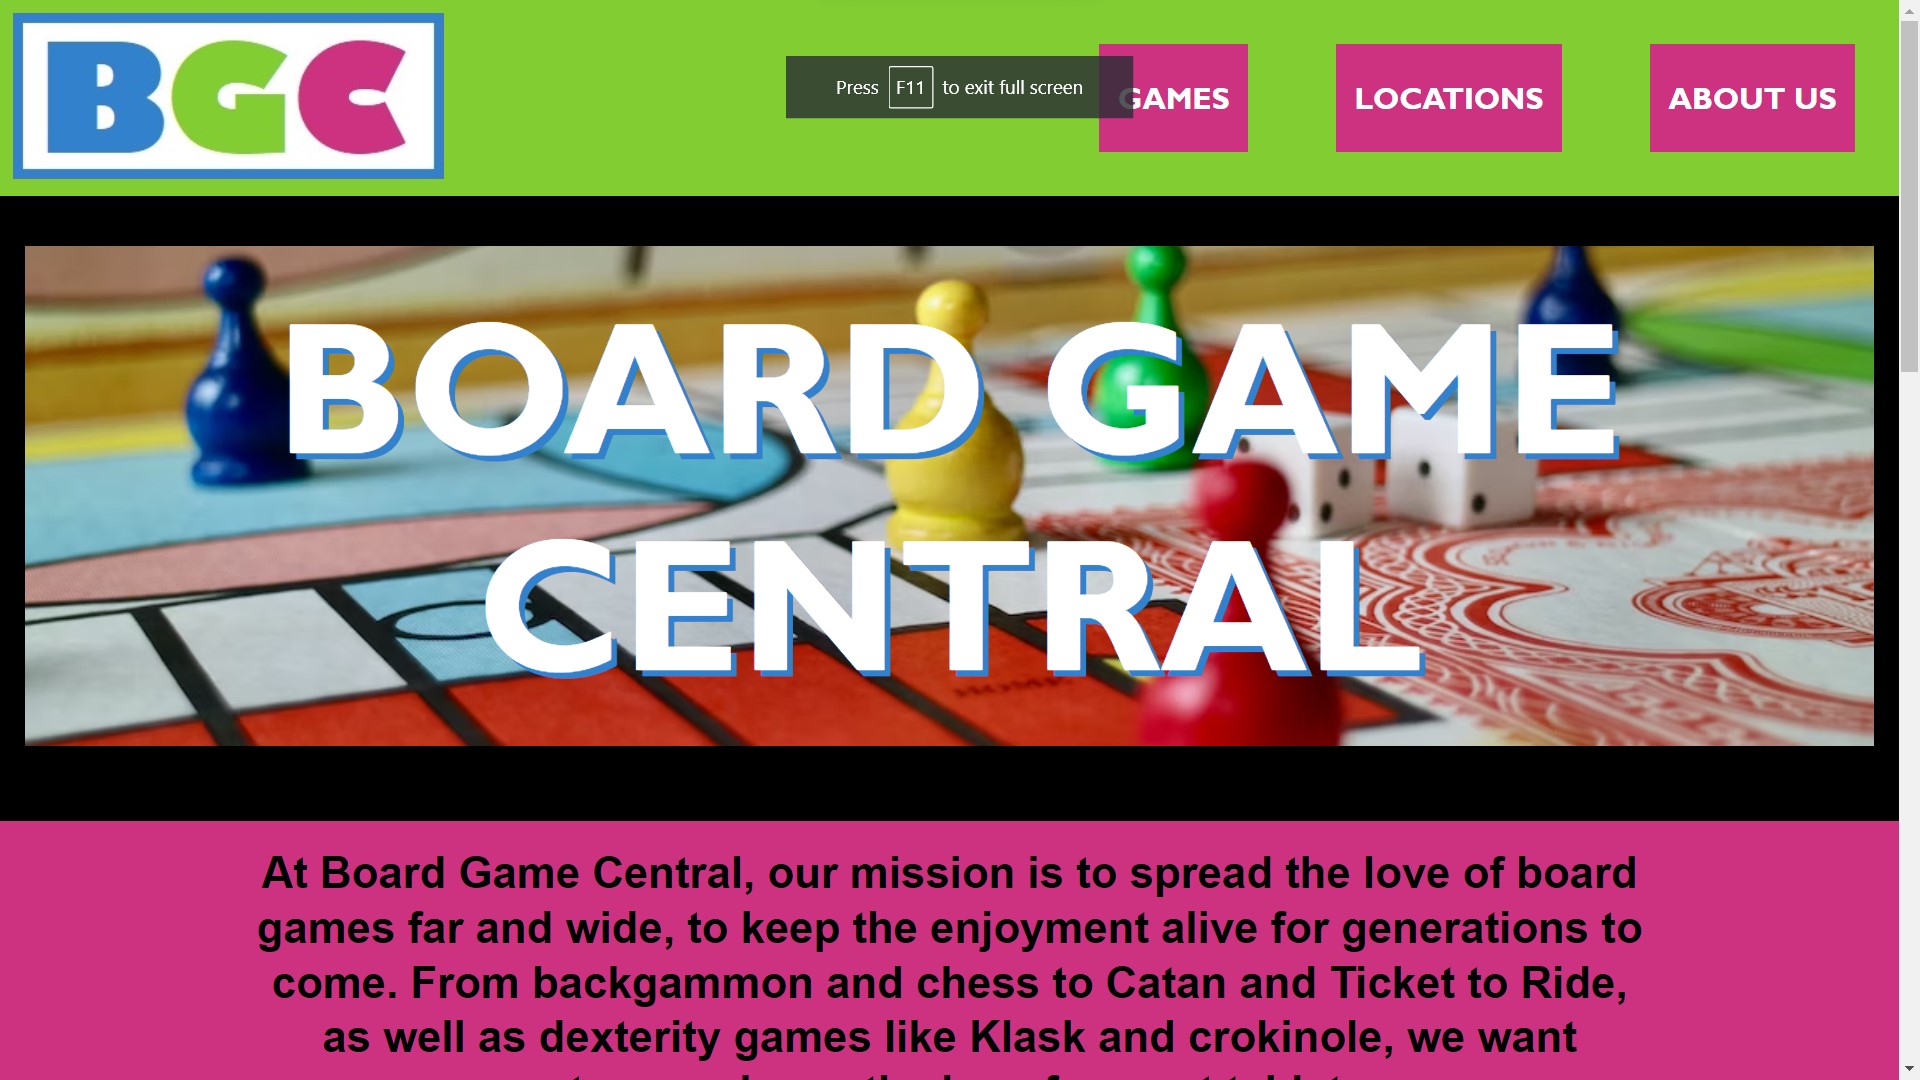 BGC
Press F11 to exit full screen
GAMES
LOCATIONS
ABOUT US
BOARD GAME
CENTRAL
HOME
At Board Game Central, our mission is to spread the love of board
games far and wide, to keep the enjoyment alive for generations to
come. From backgammon and chess to Catan and Ticket to Ride,
as well as dexterity games like Klask and crokinole, we want